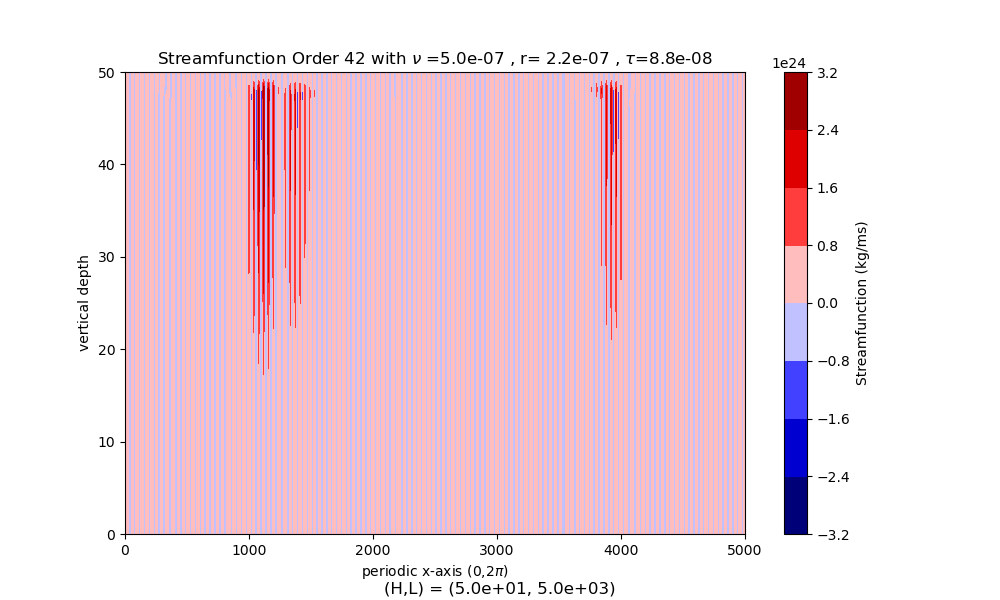 Streamfunction Order 42 with ν =5.0e-07 , r= 2.2e-07 , τ=8.8e-08
1e24
50
40
30
20
10
0
vertical depth
0 1000 2000 3000 4000 5000
periodic x-axis (0,2π)
(H,L) = (5.0e+01, 5.0e+03)
3.2
2.4
1.6
0.8
0.0
−0.8
−1.6
−2.4
−3.2
Streamfunction (kg/ms)